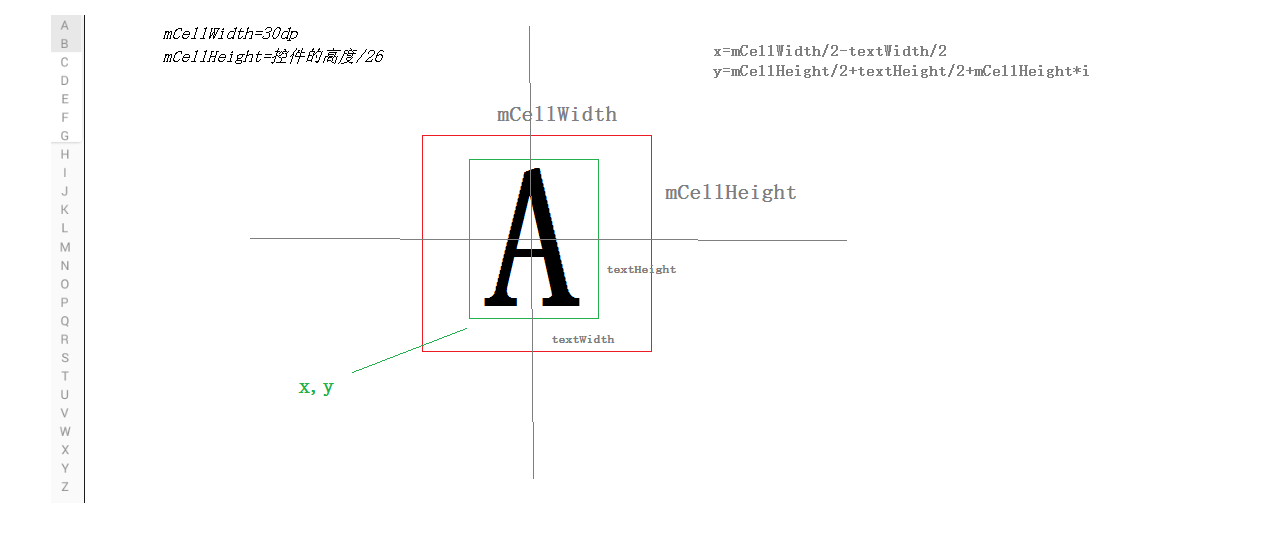 A
B
C
D
E
F
G
H
I
J
K
L
M
N
O
P
Q
R
S
T
U
V
W
X
Y
Z
mCellWidth=30dp
mCellHeight=控件的高度/26
x=mCellWidth/2-textWidth/2
y=mCellHeight/2+textHeight/2+mCellHeight*i
mCellWidth
mCellHeight
A
textHeight
textWidth
x,y